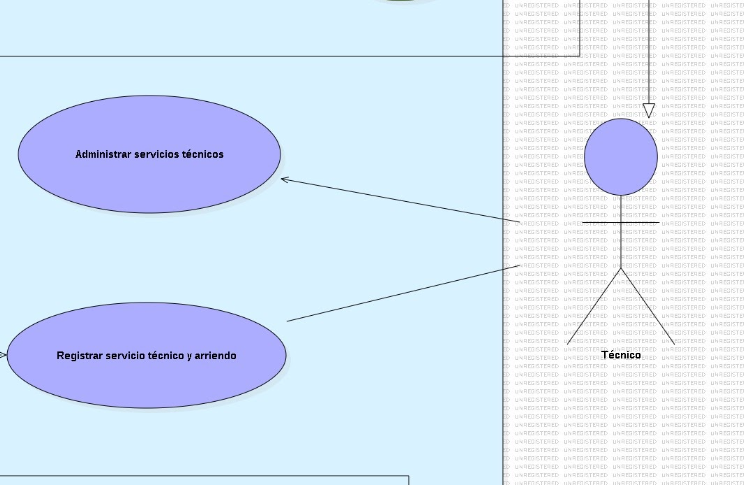 Administrar servicios técnicos
Registrar servicio técnico y arriendo
Técnico